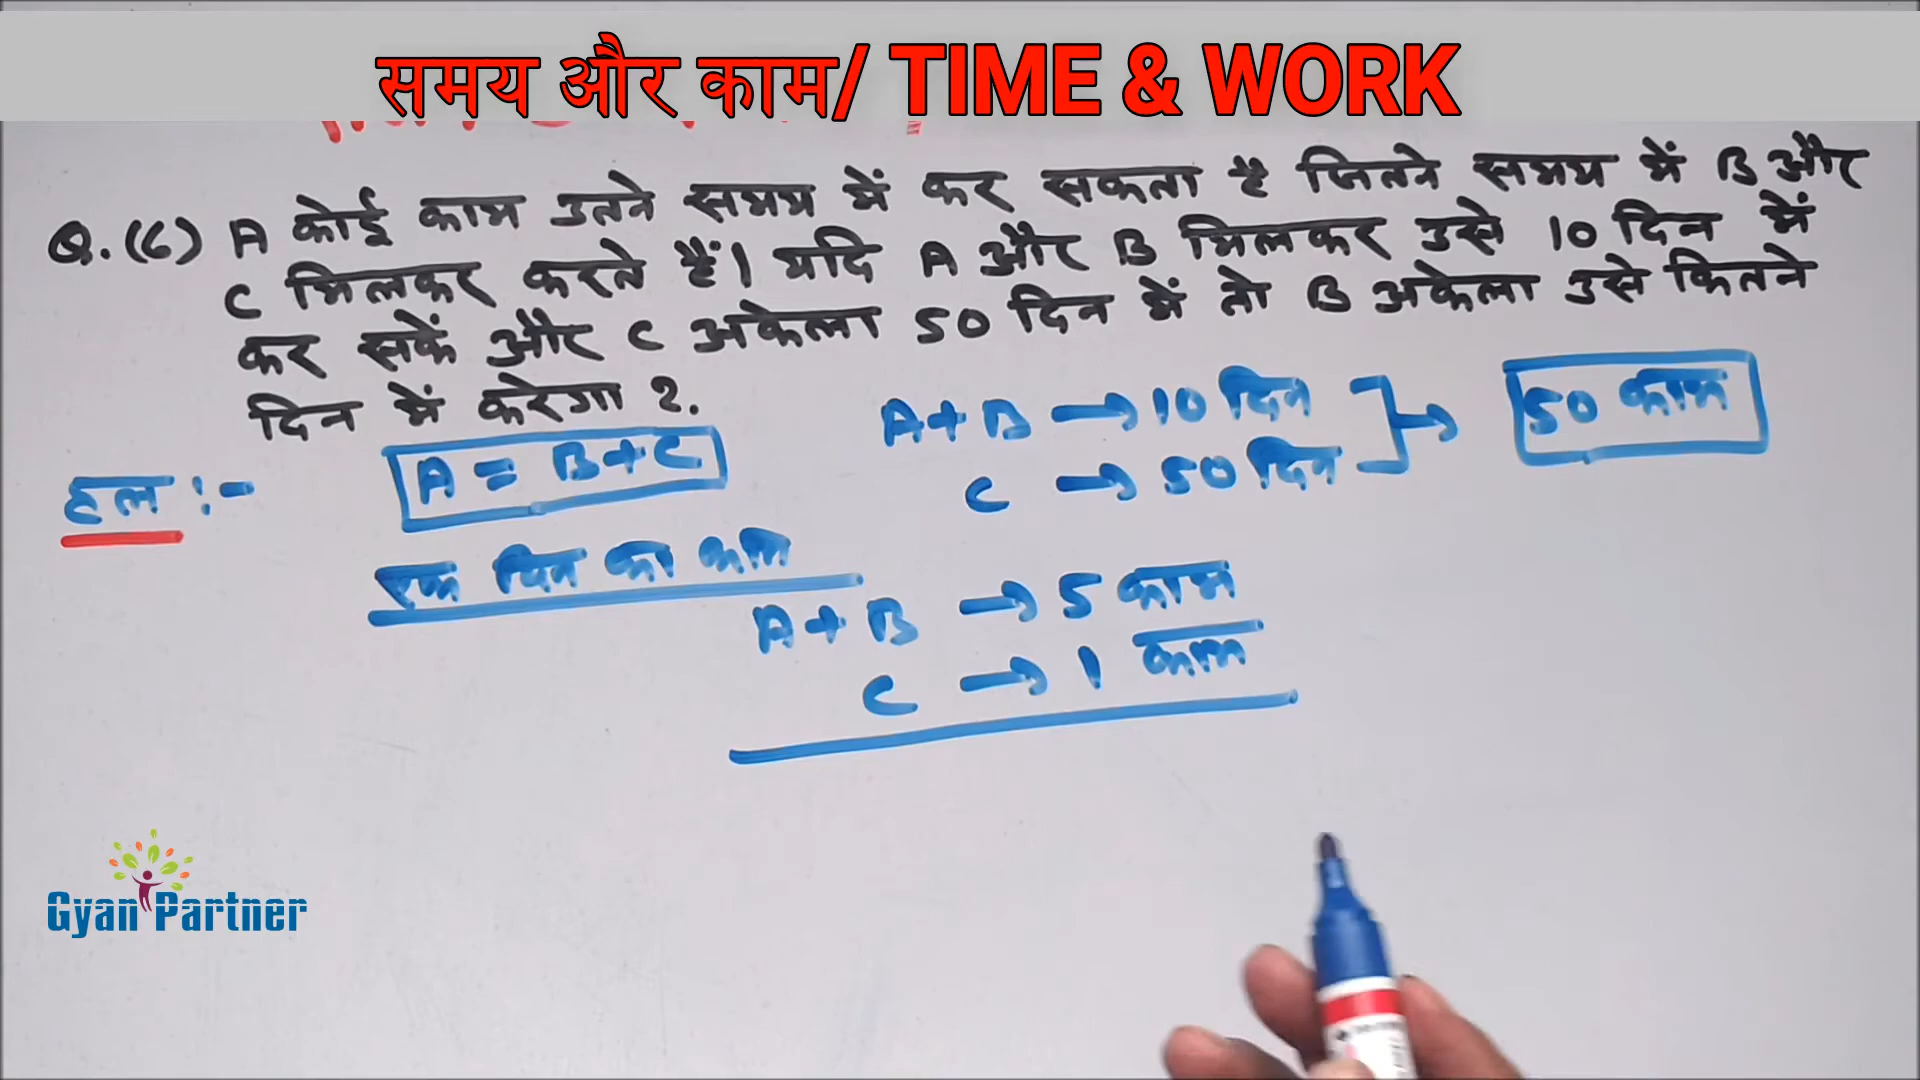 समय और काम/ TIME & WORK
Q.(6) A कोई काम उतने समय में कर सकता है जितने समय में B और
C मिलकर करते हैं। यदि A और B मिलकर उसे 10 दिन में
कर सकें और C अकेला 50 दिन में तो B अकेला उसे कितने
दिन में करेगा ?.
A+B → 10 दिन
50 काम
हल :-
A = B+C
C → 50 दिन
एक दिन का काम
A+B → 5 काम
C → 1 काम
Gyan Partner